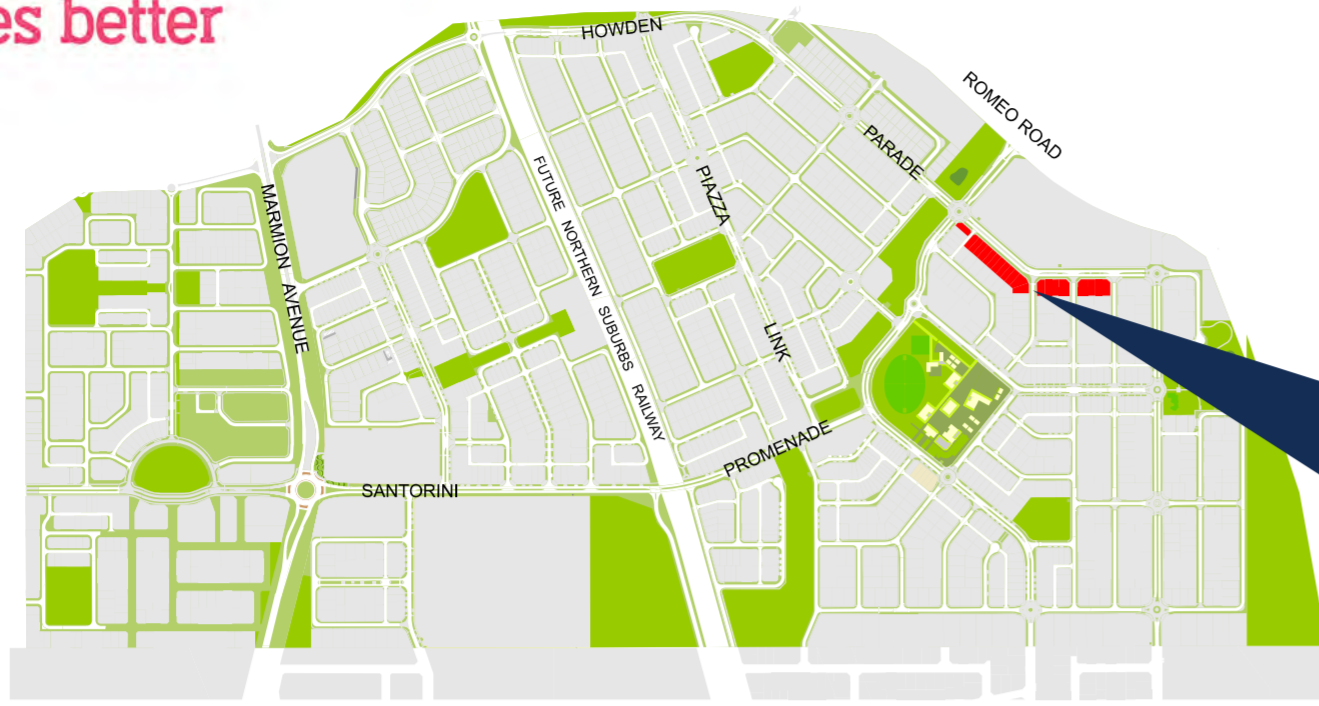 es better
HOWDEN
PARADE
ROMEO ROAD
MARMION AVENUE
FUTURE NORTHERN SUBURBS RAILWAY
PIAZZA
LINK
PROMENADE
SANTORINI